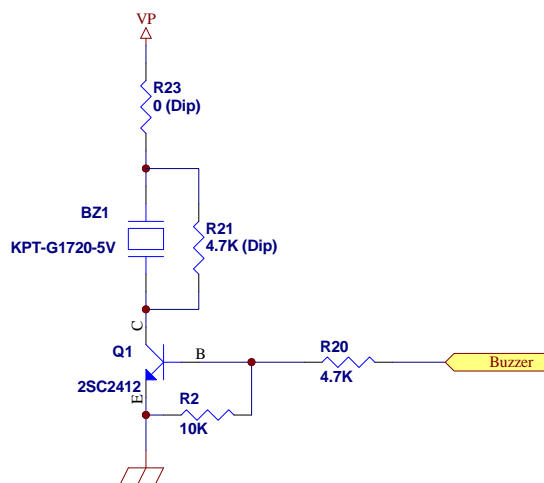 VP
R23
0 (Dip)
BZ1
KPT-G1720-5V
R21
4.7K (Dip)
C
Q1
B
2SC2412
E
R2
10K
R20
4.7K
Buzzer